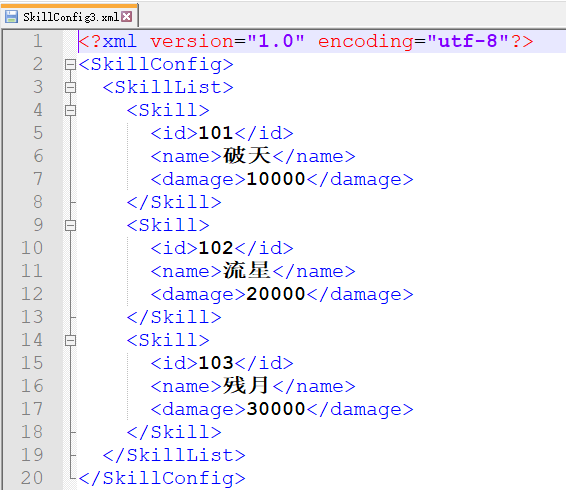 SkillConfig3.xml
1 <?xml version="1.0" encoding="utf-8"?>
2 <SkillConfig>
3 <SkillList>
4 <Skill>
5 <id>101</id>
6 <name>破天</name>
7 <damage>10000</damage>
8 </Skill>
9 <Skill>
10 <id>102</id>
11 <name>流星</name>
12 <damage>20000</damage>
13 </Skill>
14 <Skill>
15 <id>103</id>
16 <name>残月</name>
17 <damage>30000</damage>
18 </Skill>
19 </SkillList>
20 </SkillConfig>